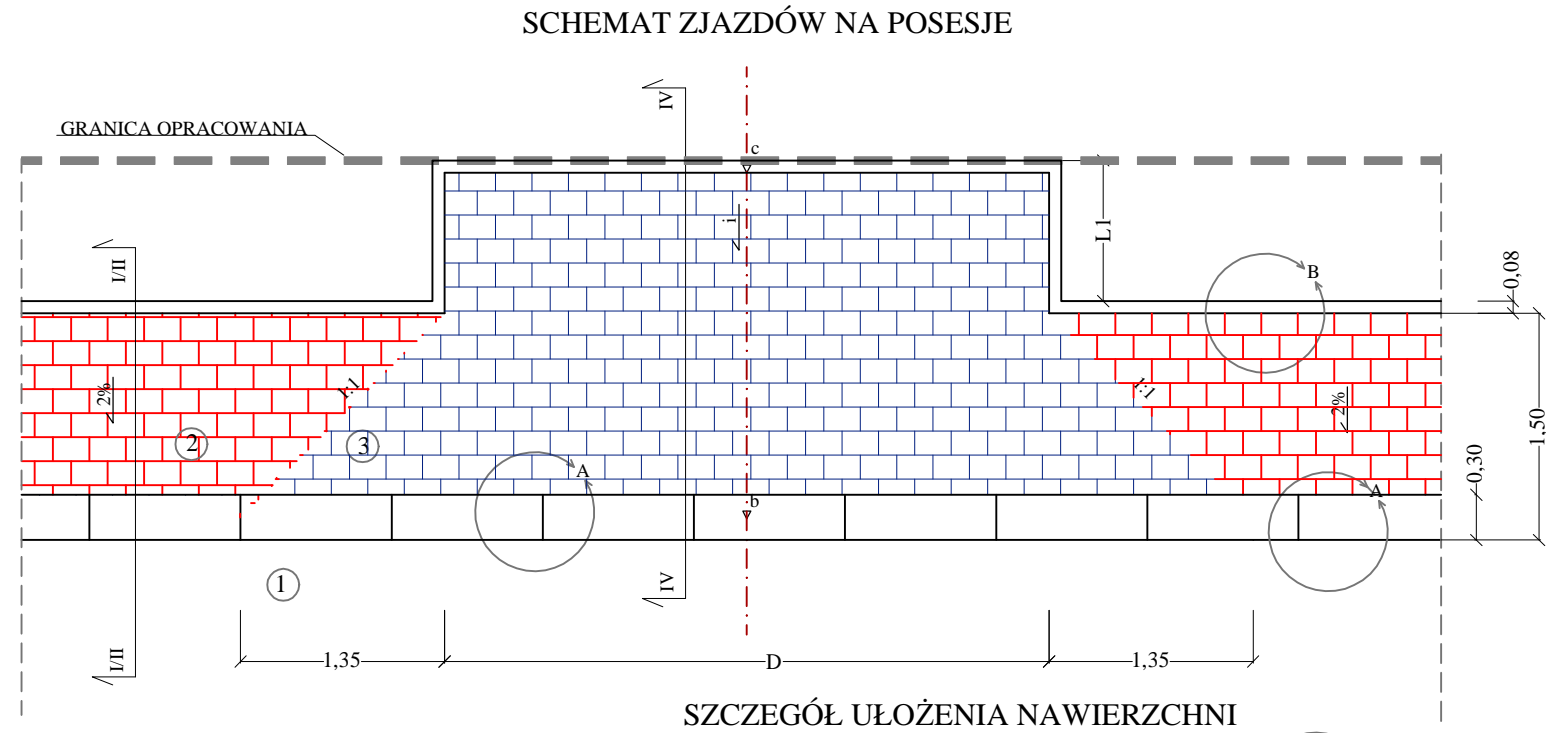 SCHEMAT ZJAZDÓW NA POSESJE
IV
GRANICA OPRACOWANIA
c
i
L1
I/II
B
0,08
2%
1:1
1:1
2%
1,50
2
3
A
0,30
A
b
IV
1
I/II
1,35
D
1,35
SZCZEGÓŁ UŁOŻENIA NAWIERZCHNI